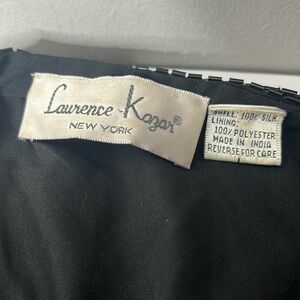 Laurence Kazar®
NEW YORK
SHELL: 100% SILK
LINING:
100% POLYESTER
MADE IN INDIA
REVERSE FOR CARE